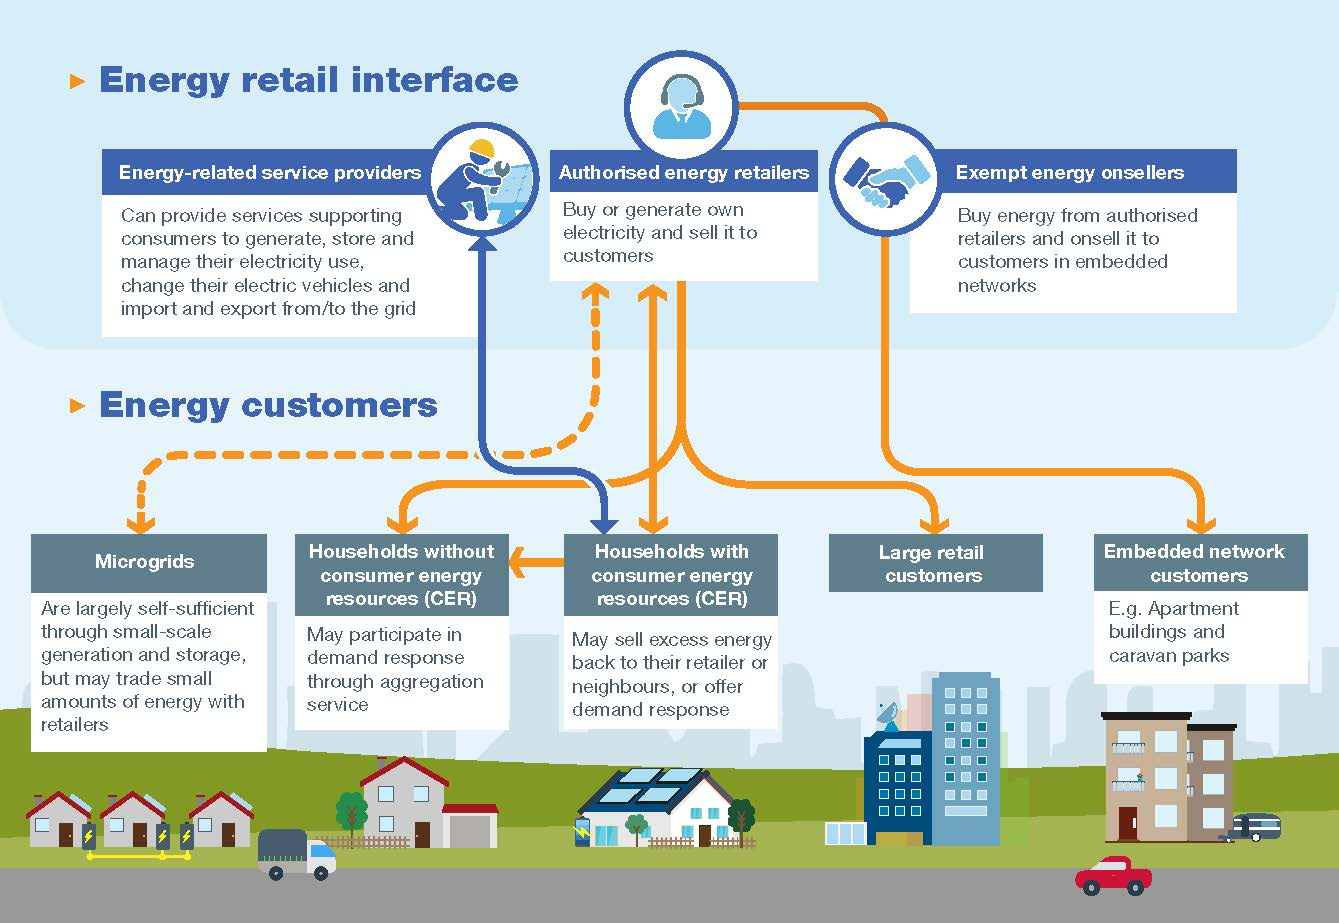 Energy retail interface
Energy-related service providers
Can provide services supporting
consumers to generate, store and
manage their electricity use,
change their electric vehicles and
import and export from/to the grid
Authorised energy retailers
Buy or generate own
electricity and sell it to
customers
Exempt energy onsellers
Buy energy from authorised
retailers and onsell it to
customers in embedded
networks
Energy customers
Microgrids
Are largely self-sufficient
through small-scale
generation and storage,
but may trade small
amounts of energy with
retailers
Households without
consumer energy
resources (CER)
May participate in
demand response
through aggregation
service
Households with
consumer energy
resources (CER)
May sell excess energy
back to their retailer or
neighbours, or offer
demand response
Large retail
customers
Embedded network
customers
E.g. Apartment
buildings and
caravan parks